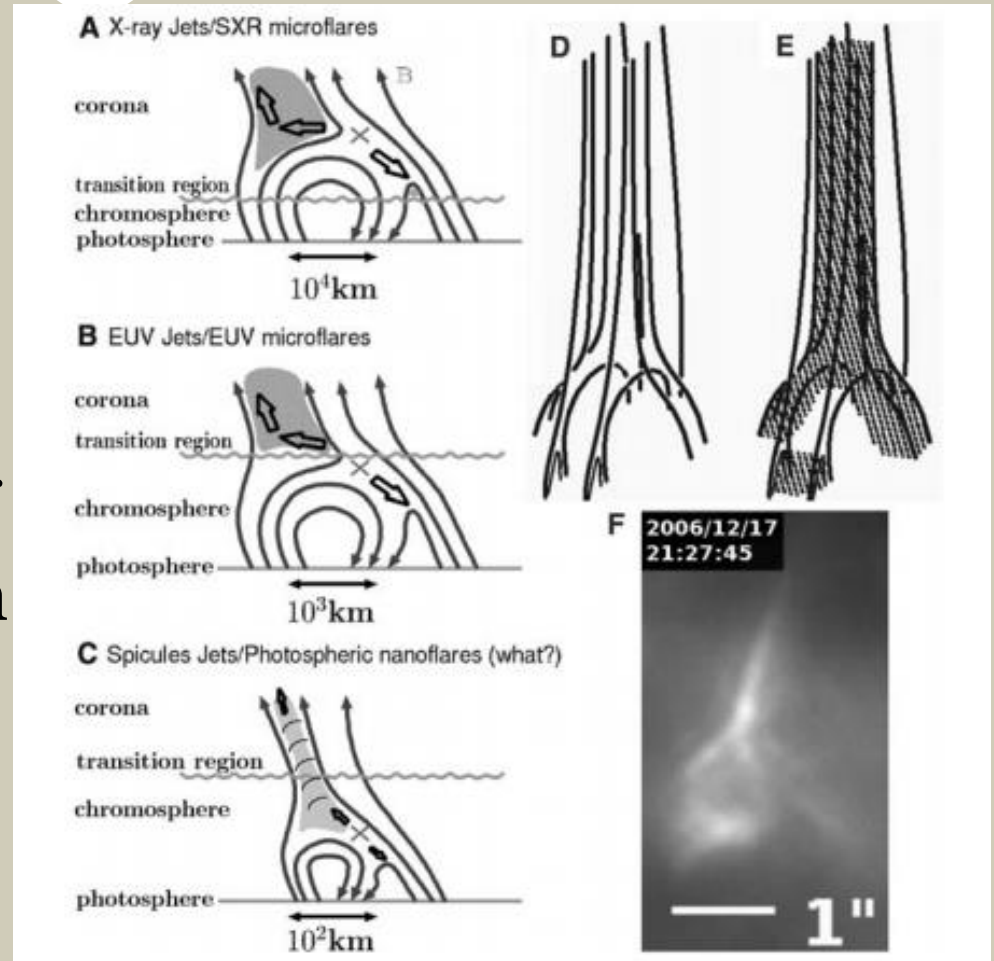 A X-ray Jets/SXR microflares
B
corona
transition region
chromosphere
photosphere
10⁴km
B EUV Jets/EUV microflares
corona
transition region
chromosphere
photosphere
10³km
C Spicules Jets/Photospheric nanoflares (what?)
corona
transition region
chromosphere
photosphere
10²km
D
E
F
2006/12/17
21:27:45
1"